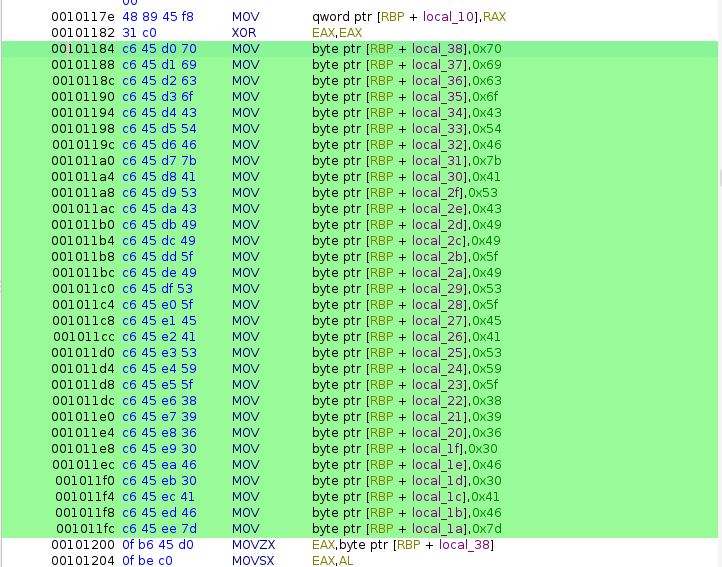 00
0010117e 48 89 45 f8 MOV qword ptr [RBP + local_10],RAX
00101182 31 c0 XOR EAX,EAX
00101184 c6 45 d0 70 MOV byte ptr [RBP + local_38],0x70
00101188 c6 45 d1 69 MOV byte ptr [RBP + local_37],0x69
0010118c c6 45 d2 63 MOV byte ptr [RBP + local_36],0x63
00101190 c6 45 d3 6f MOV byte ptr [RBP + local_35],0x6f
00101194 c6 45 d4 43 MOV byte ptr [RBP + local_34],0x43
00101198 c6 45 d5 54 MOV byte ptr [RBP + local_33],0x54
0010119c c6 45 d6 46 MOV byte ptr [RBP + local_32],0x46
001011a0 c6 45 d7 7b MOV byte ptr [RBP + local_31],0x7b
001011a4 c6 45 d8 41 MOV byte ptr [RBP + local_30],0x41
001011a8 c6 45 d9 53 MOV byte ptr [RBP + local_2f],0x53
001011ac c6 45 da 43 MOV byte ptr [RBP + local_2e],0x43
001011b0 c6 45 db 49 MOV byte ptr [RBP + local_2d],0x49
001011b4 c6 45 dc 49 MOV byte ptr [RBP + local_2c],0x49
001011b8 c6 45 dd 5f MOV byte ptr [RBP + local_2b],0x5f
001011bc c6 45 de 49 MOV byte ptr [RBP + local_2a],0x49
001011c0 c6 45 df 53 MOV byte ptr [RBP + local_29],0x53
001011c4 c6 45 e0 5f MOV byte ptr [RBP + local_28],0x5f
001011c8 c6 45 e1 45 MOV byte ptr [RBP + local_27],0x45
001011cc c6 45 e2 41 MOV byte ptr [RBP + local_26],0x41
001011d0 c6 45 e3 53 MOV byte ptr [RBP + local_25],0x53
001011d4 c6 45 e4 59 MOV byte ptr [RBP + local_24],0x59
001011d8 c6 45 e5 5f MOV byte ptr [RBP + local_23],0x5f
001011dc c6 45 e6 38 MOV byte ptr [RBP + local_22],0x38
001011e0 c6 45 e7 39 MOV byte ptr [RBP + local_21],0x39
001011e4 c6 45 e8 36 MOV byte ptr [RBP + local_20],0x36
001011e8 c6 45 e9 30 MOV byte ptr [RBP + local_1f],0x30
001011ec c6 45 ea 46 MOV byte ptr [RBP + local_1e],0x46
001011f0 c6 45 eb 30 MOV byte ptr [RBP + local_1d],0x30
001011f4 c6 45 ec 41 MOV byte ptr [RBP + local_1c],0x41
001011f8 c6 45 ed 46 MOV byte ptr [RBP + local_1b],0x46
001011fc c6 45 ee 7d MOV byte ptr [RBP + local_1a],0x7d
00101200 0f b6 45 d0 MOVZX EAX,byte ptr [RBP + local_38]
00101204 0f be c0 MOVSX EAX,AL